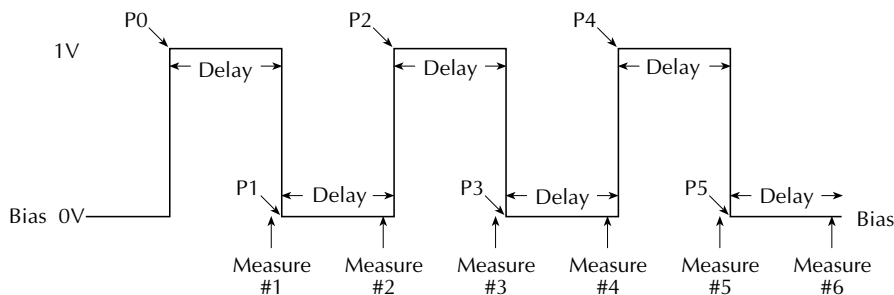 P0 P2 P4
1V
Delay Delay Delay
P1 P3 P5
Delay Delay Delay
Bias 0V Bias
Measure Measure Measure Measure Measure Measure
#1 #2 #3 #4 #5 #6